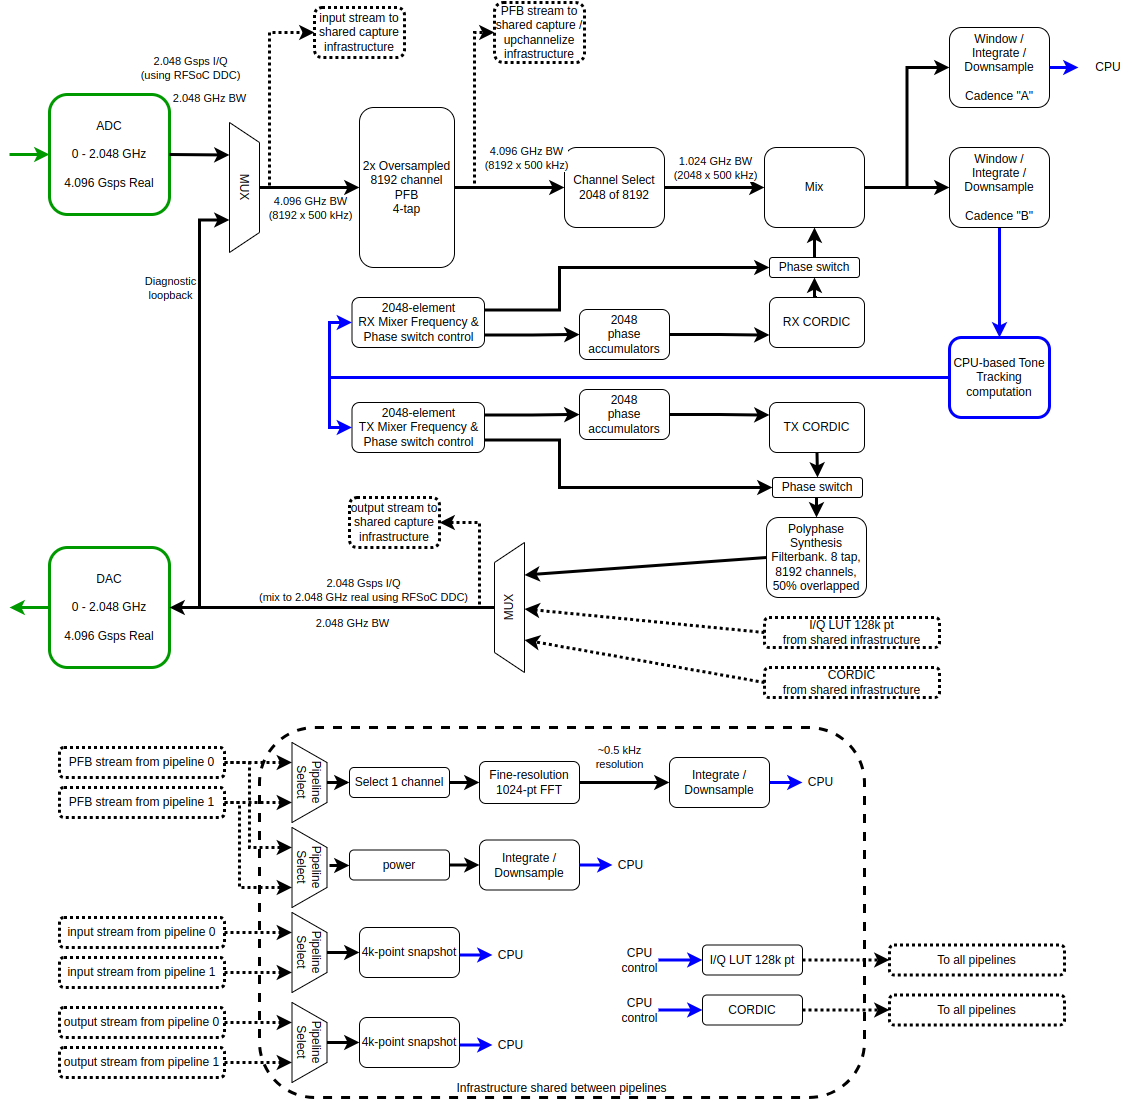 input stream to
shared capture
infrastructure
PFB stream to
shared capture /
upchannelize
infrastructure
2.048 Gsps I/Q
(using RFSoC DDC)
2.048 GHz BW
ADC
0 - 2.048 GHz
4.096 Gsps Real
MUX
4.096 GHz BW
(8192 x 500 kHz)
2x Oversampled
8192 channel
PFB
4-tap
4.096 GHz BW
(8192 x 500 kHz)
Channel Select
2048 of 8192
1.024 GHz BW
(2048 x 500 kHz)
Mix
Window /
Integrate /
Downsample
Cadence "A"
CPU
Window /
Integrate /
Downsample
Cadence "B"
Diagnostic
loopback
Phase switch
2048-element
RX Mixer Frequency &
Phase switch control
2048
phase
accumulators
RX CORDIC
CPU-based Tone
Tracking
computation
2048-element
TX Mixer Frequency &
Phase switch control
2048
phase
accumulators
TX CORDIC
Phase switch
output stream to
shared capture
infrastructure
Polyphase
Synthesis
Filterbank. 8 tap,
8192 channels,
50% overlapped
DAC
0 - 2.048 GHz
4.096 Gsps Real
2.048 Gsps I/Q
(mix to 2.048 GHz real using RFSoC DDC)
2.048 GHz BW
MUX
I/Q LUT 128k pt
from shared infrastructure
CORDIC
from shared infrastructure
PFB stream from pipeline 0
PFB stream from pipeline 1
Pipeline
Select
Select 1 channel
Fine-resolution
1024-pt FFT
~0.5 kHz
resolution
Integrate /
Downsample
CPU
Pipeline
Select
power
Integrate /
Downsample
CPU
input stream from pipeline 0
input stream from pipeline 1
Pipeline
Select
4k-point snapshot
CPU
CPU
control
I/Q LUT 128k pt
To all pipelines
output stream from pipeline 0
output stream from pipeline 1
Pipeline
Select
4k-point snapshot
CPU
CPU
control
CORDIC
To all pipelines
Infrastructure shared between pipelines